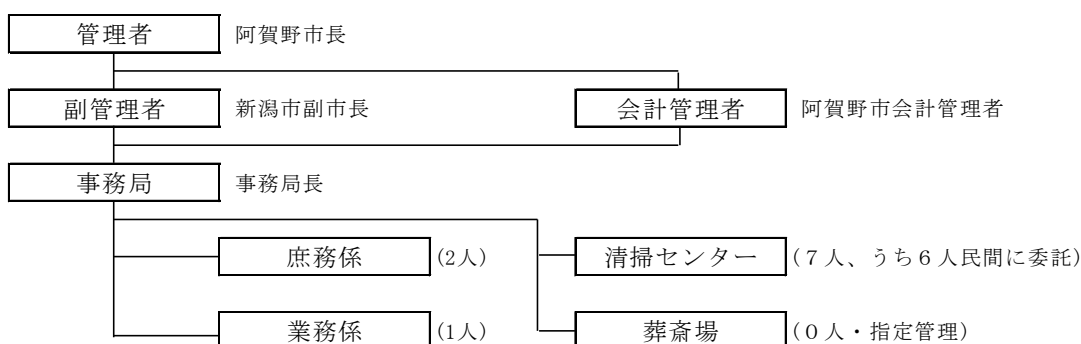 管理者 阿賀野市長
副管理者 新潟市副市長 会計管理者 阿賀野市会計管理者
事務局 事務局長
庶務係 (2人) 清掃センター (7人、うち6人民間に委託)
業務係 (1人) 葬斎場 (0人・指定管理)